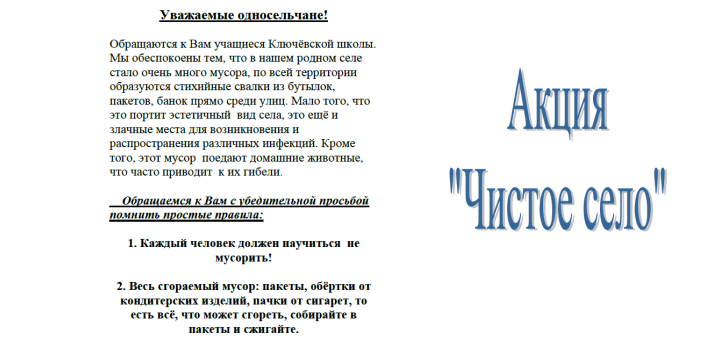 Уважаемые односельчане!
Обращаются к Вам учащиеся Ключёвской школы.
Мы обеспокоены тем, что в нашем родном селе
стало очень много мусора, по всей территории
образуются стихийные свалки из бутылок,
пакетов, банок прямо среди улиц. Мало того, что
это портит эстетичный вид села, это ещё и
злачные места для возникновения и
распространения различных инфекций. Кроме
того, этот мусор поедают домашние животные,
что часто приводит к их гибели.
Обращаемся к Вам с убедительной просьбой
помнить простые правила:
1. Каждый человек должен научиться не
мусорить!
2. Весь сгораемый мусор: пакеты, обёртки от
кондитерских изделий, пачки от сигарет, то
есть всё, что может сгореть, собирайте в
пакеты и сжигайте.
Акция
"Чистое село"